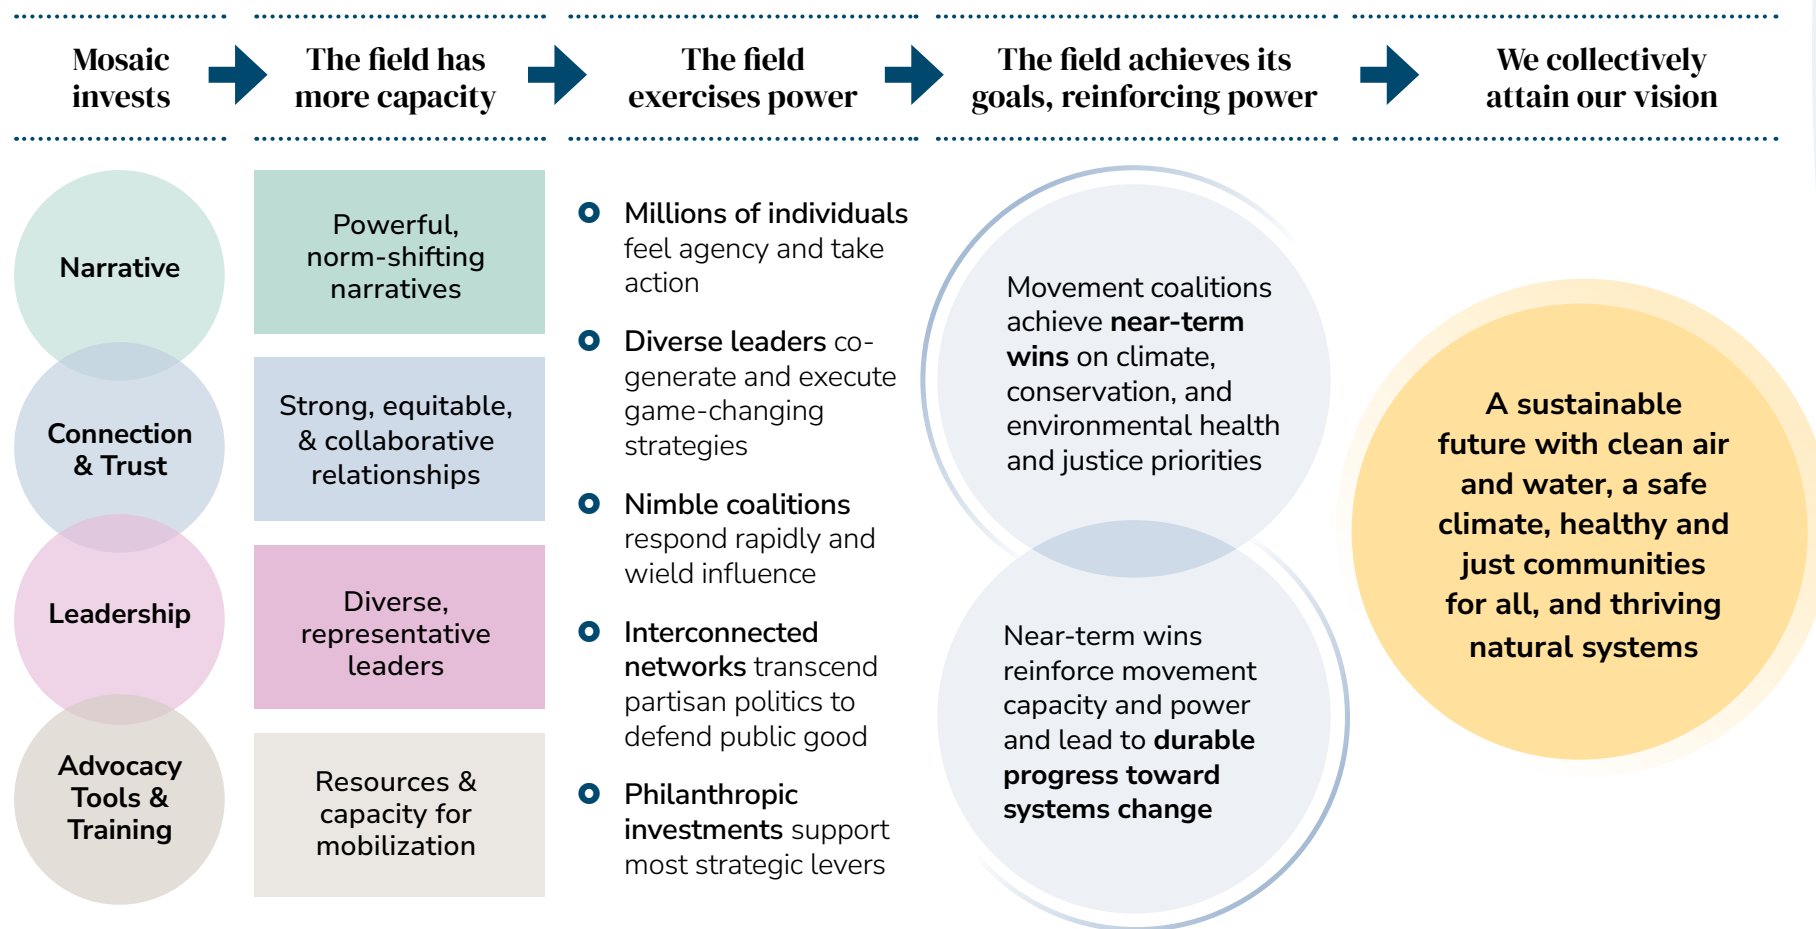 Mosaic
invests
The field has
more capacity
The field
exercises power
The field achieves its
goals, reinforcing power
We collectively
attain our vision
Narrative
Connection
& Trust
Leadership
Advocacy
Tools &
Training
Powerful,
norm-shifting
narratives
Strong, equitable,
& collaborative
relationships
Diverse,
representative
leaders
Resources &
capacity for
mobilization
Millions of individuals
feel agency and take
action
Diverse leaders co-
generate and execute
game-changing
strategies
Nimble coalitions
respond rapidly and
wield influence
Interconnected
networks transcend
partisan politics to
defend public good
Philanthropic
investments support
most strategic levers
Movement coalitions
achieve near-term
wins on climate,
conservation, and
environmental health
and justice priorities
Near-term wins
reinforce movement
capacity and power
and lead to durable
progress toward
systems change
A sustainable
future with clean air
and water, a safe
climate, healthy and
just communities
for all, and thriving
natural systems